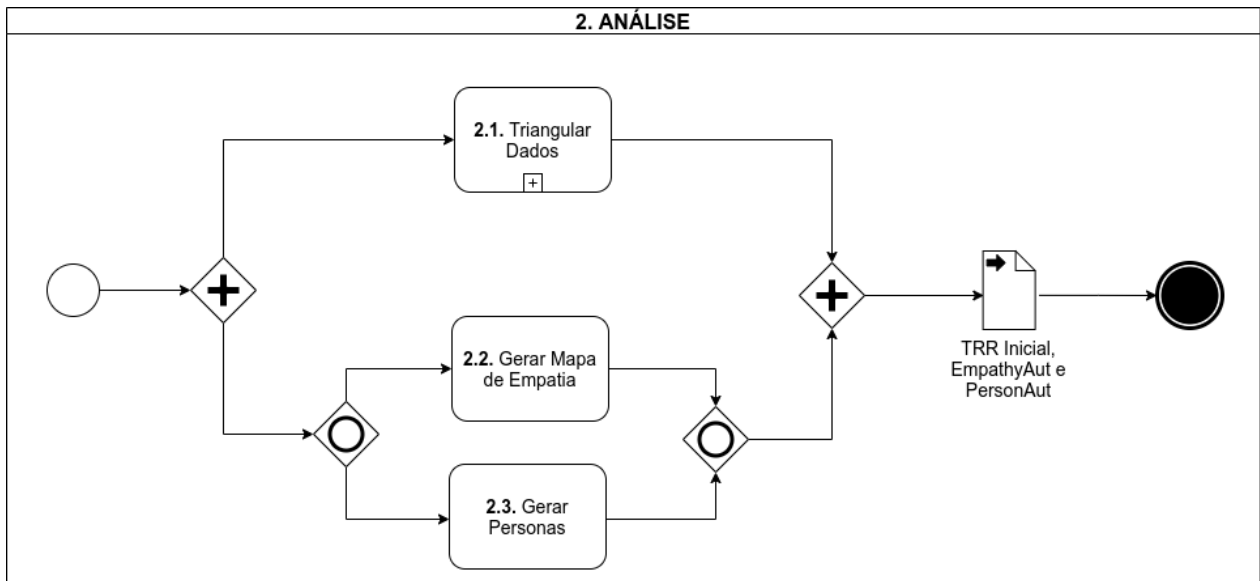 2. ANÁLISE
2.1. Triangular
Dados
2.2. Gerar Mapa
de Empatia
2.3. Gerar
Personas
TRR Inicial,
EmpathyAut e
PersonAut